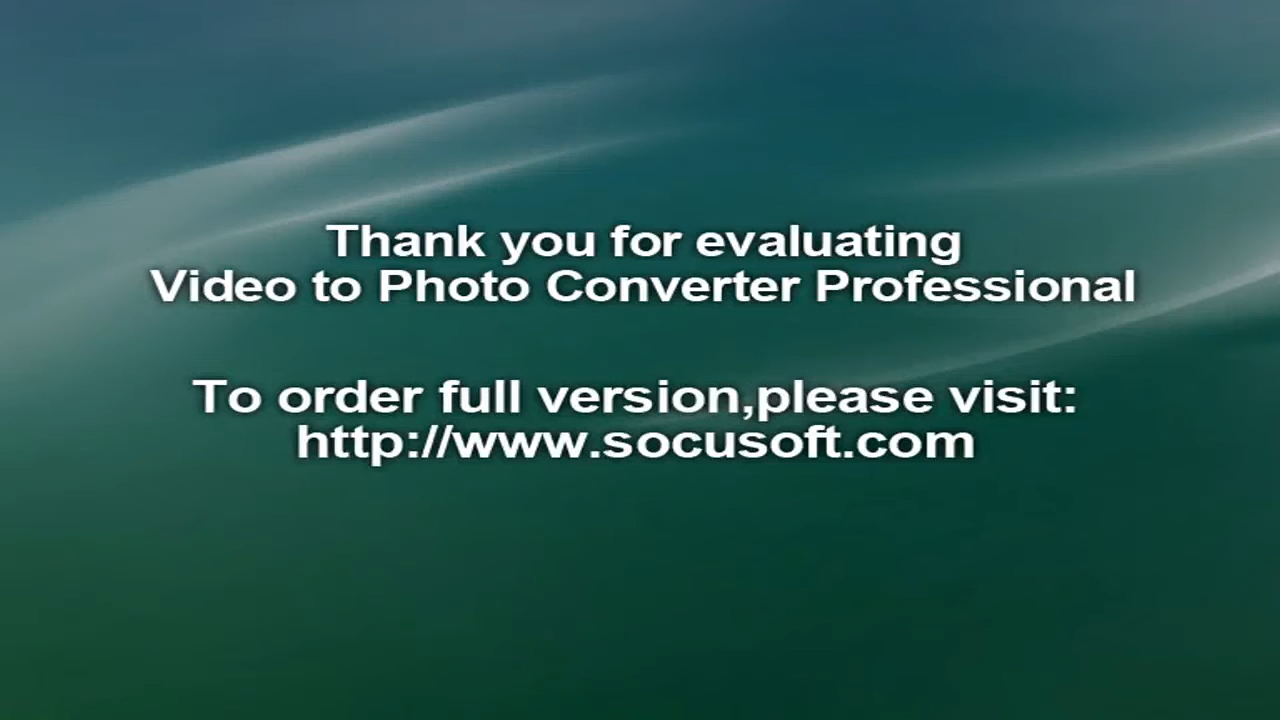 Thank you for evaluating
Video to Photo Converter Professional
To order full version,please visit:
http://www.socusoft.com